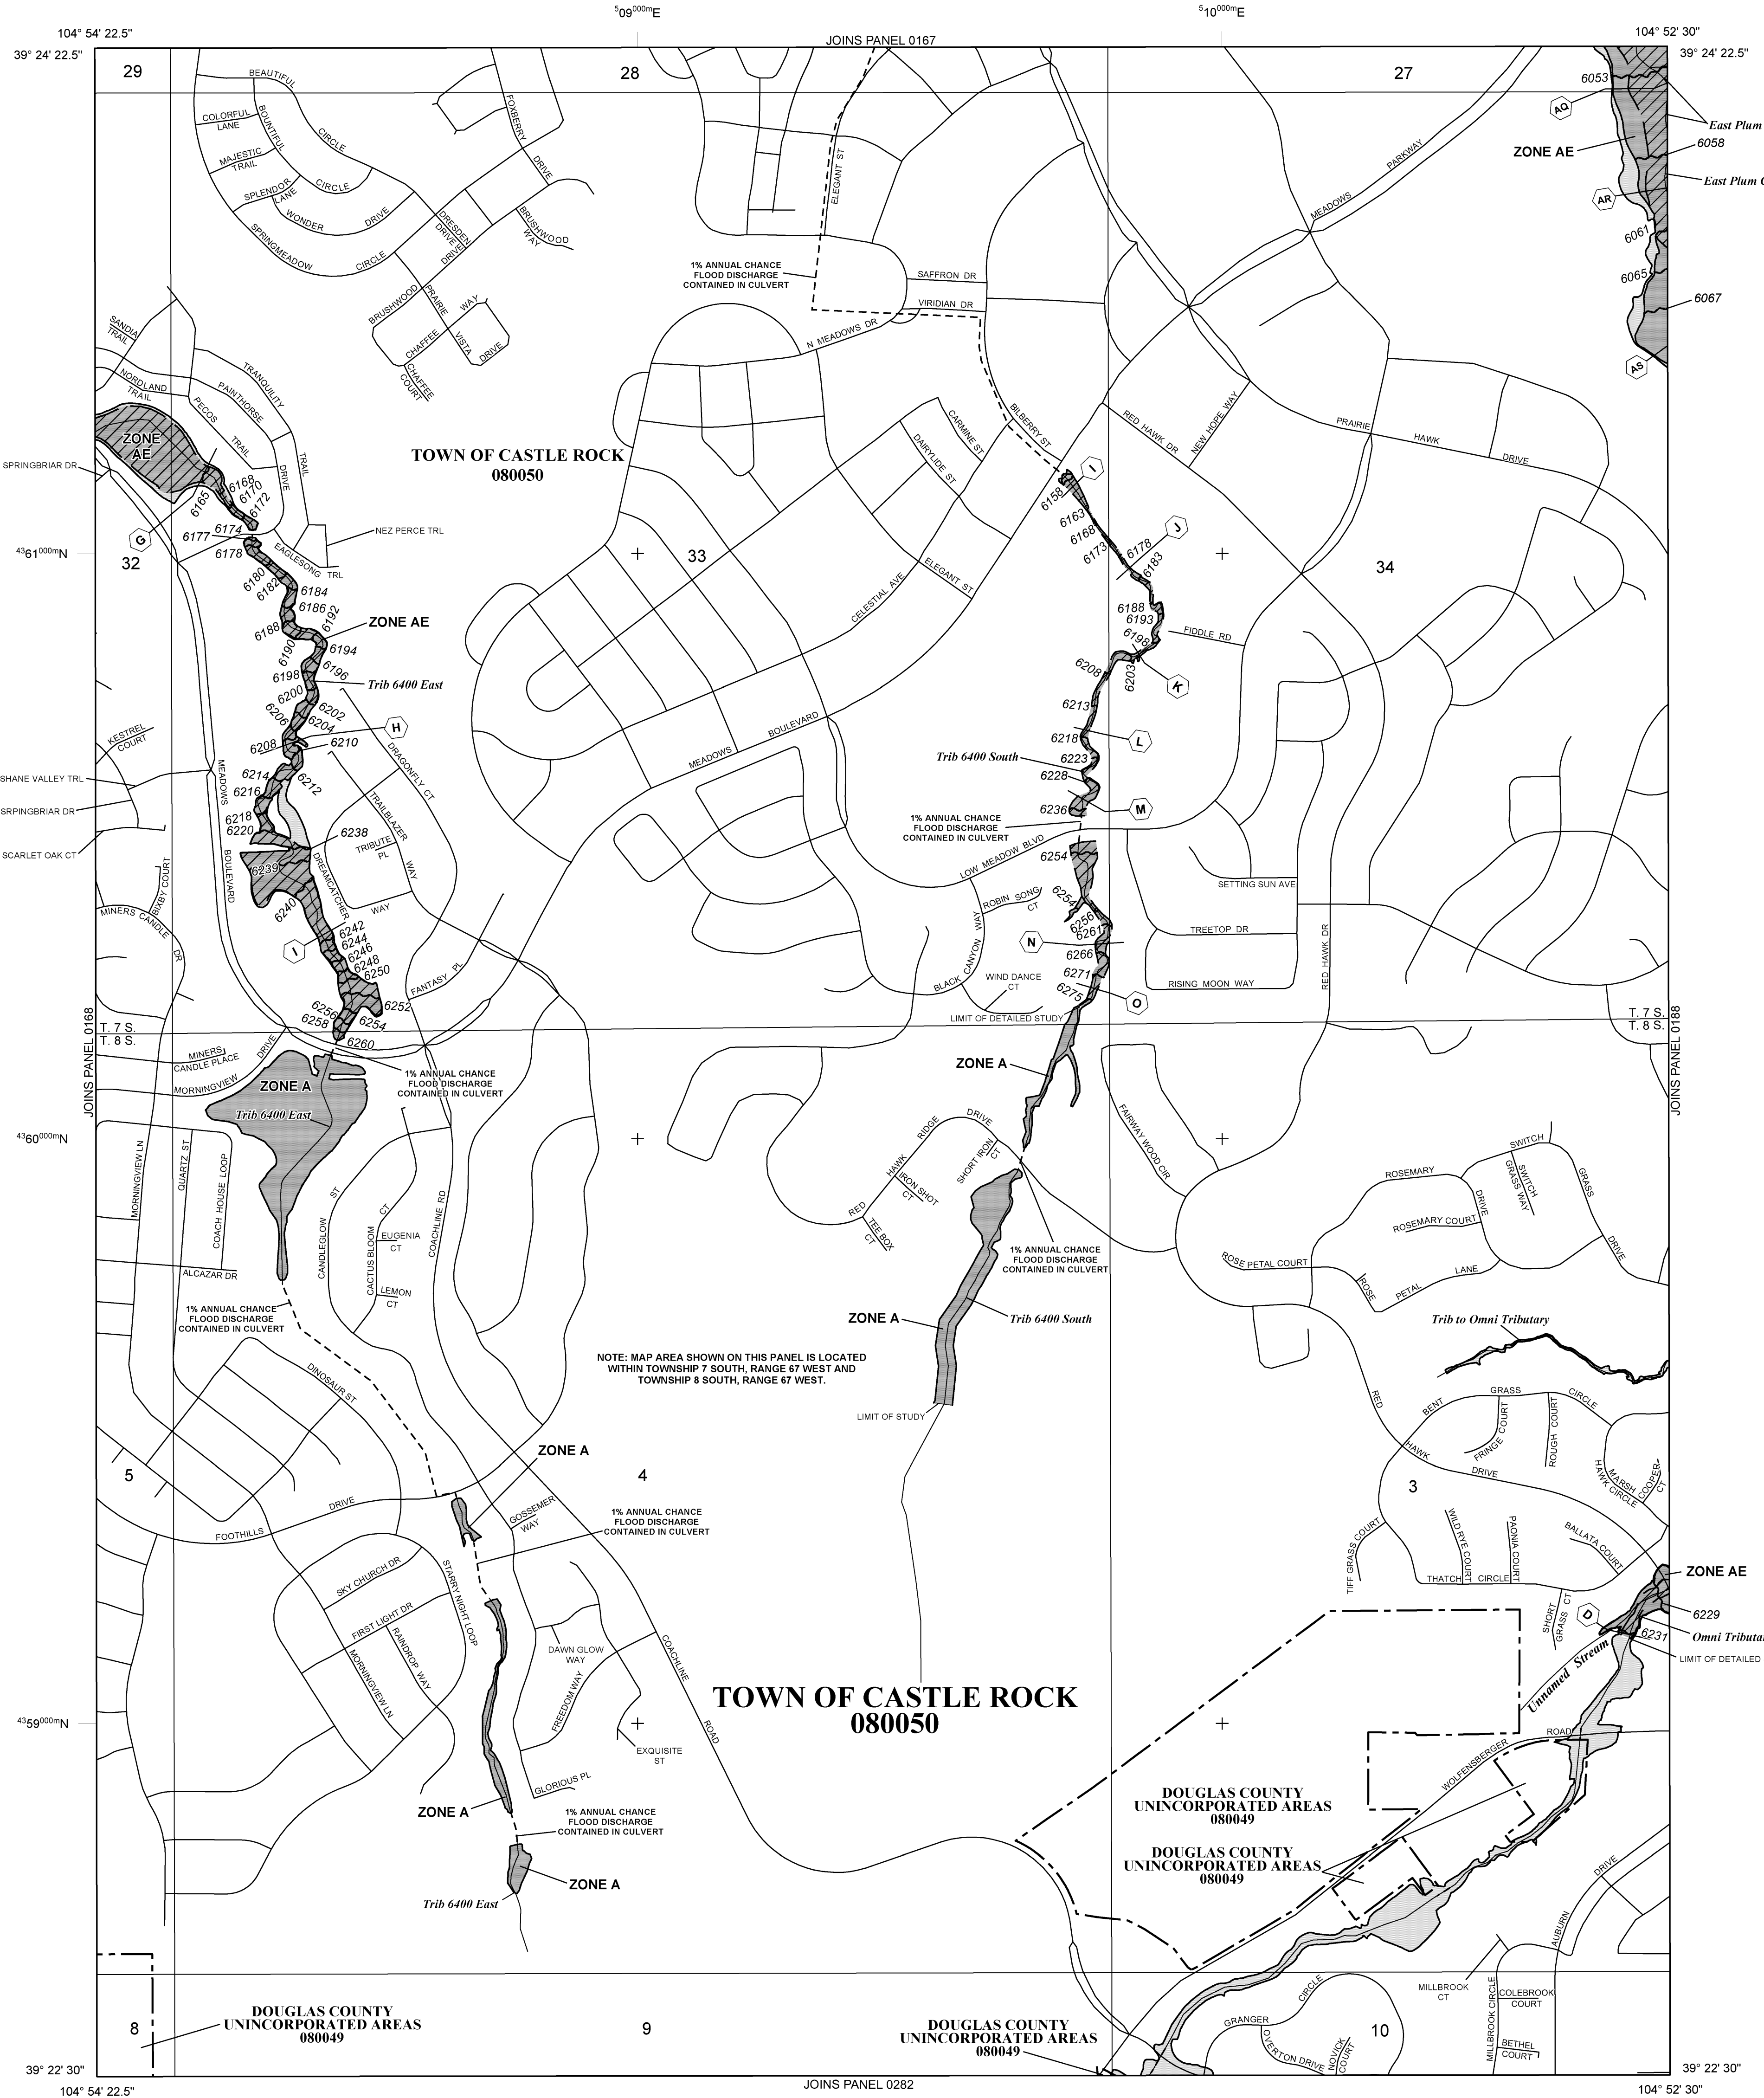 ⁵09⁰⁰⁰ᵐE
⁵10⁰⁰⁰ᵐE
104° 54' 22.5"
JOINS PANEL 0167
104° 52' 30"
39° 24' 22.5"
39° 24' 22.5"
29
28
27
BEAUTIFUL
CIRCLE
COLORFUL
LANE
BOUNTIFUL
CIRCLE
MAJESTIC
TRAIL
SPLENDOR
LANE
WONDER
DRIVE
SPRINGMEADOW
CIRCLE
FOXBERRY
DRIVE
DRESDEN
DRIVE
DRIVE
BRUSHWOOD
WAY
BRUSHWOOD
PRAIRIE
VISTA
DRIVE
CHAFFEE
WAY
CHAFFEE
COURT
ELEGANT ST
1% ANNUAL CHANCE
FLOOD DISCHARGE
CONTAINED IN CULVERT
SAFFRON DR
VIRIDIAN DR
N MEADOWS DR
MEADOWS
PARKWAY
6053
AQ
East Plum
6058
ZONE AE
East Plum C
AR
6061
6065
6067
AS
SANDIA
TRAIL
NORDLAND
TRAIL
TRANQUILITY
TRAIL
PAINTHORSE
DRIVE
PECOS
TRAIL
ZONE
AE
SPRINGBRIAR DR
TOWN OF CASTLE ROCK
080050
6165
6168
6170
6172
6174
6177
6178
G
NEZ PERCE TRL
EAGLESONG
TRL
⁴³61⁰⁰⁰ᵐN
32
33
34
CARMINE ST
DAIRYLIDE ST
BILBERRY ST
RED HAWK DR
NEW HOPE WAY
PRAIRIE
HAWK
DRIVE
ELEGANT ST
CELESTIAL AVE
I
6158
6163
6168
6173
J
6178
6183
6188
6193
6198
6203
FIDDLE RD
K
6208
6213
6218
L
Trib 6400 South
6223
6228
6236
M
6180
6182
6184
6186
6188
6190
6192
ZONE AE
6194
6196
6198
Trib 6400 East
6200
6202
6204
6206
H
6208
6210
6212
6214
6216
6218
6220
6238
6239
6240
I
6242
6244
6246
6248
6250
6252
6254
6256
6258
6260
KESTREL
COURT
SHANE VALLEY TRL
SRPINGBRIAR DR
SCARLET OAK CT
BIXBY COURT
MINERS CANDLE
DR
MEADOWS
BOULEVARD
DRAGONFLY CT
TRAILBLAZER
WAY
TRIBUTE
PL
DREAMCATCHER
WAY
FANTASY PL
MEADOWS
BOULEVARD
1% ANNUAL CHANCE
FLOOD DISCHARGE
CONTAINED IN CULVERT
LOW MEADOW BLVD
6254
6254
6256
6261
6266
6271
6275
N
O
ROBIN SONG
CT
BLACK CANYON WAY
WIND DANCE
CT
SETTING SUN AVE
TREETOP DR
RISING MOON WAY
RED HAWK DR
LIMIT OF DETAILED STUDY
T. 7 S.
T. 8 S.
T. 7 S.
T. 8 S.
JOINS PANEL 0168
JOINS PANEL 0188
MINERS
CANDLE PLACE
DRIVE
MORNINGVIEW
ZONE A
Trib 6400 East
1% ANNUAL CHANCE
FLOOD DISCHARGE
CONTAINED IN CULVERT
ZONE A
⁴³60⁰⁰⁰ᵐN
MORNINGVIEW LN
QUARTZ ST
COACH HOUSE LOOP
ALCAZAR DR
CANDLEGLOW
ST
CACTUS BLOOM
CT
EUGENIA
CT
LEMON
CT
COACHLINE RD
1% ANNUAL CHANCE
FLOOD DISCHARGE
CONTAINED IN CULVERT
RED
HAWK
RIDGE
DRIVE
SHORT IRON
CT
IRON SHOT
CT
TEE BOX
CT
FAIRWAY WOOD CIR
1% ANNUAL CHANCE
FLOOD DISCHARGE
CONTAINED IN CULVERT
ZONE A
Trib 6400 South
ROSEMARY
DRIVE
SWITCH
GRASS
DRIVE
SWITCH
GRASS WAY
ROSEMARY COURT
ROSE PETAL COURT
ROSE
PETAL
LANE
Trib to Omni Tributary
NOTE: MAP AREA SHOWN ON THIS PANEL IS LOCATED
WITHIN TOWNSHIP 7 SOUTH, RANGE 67 WEST AND
TOWNSHIP 8 SOUTH, RANGE 67 WEST.
LIMIT OF STUDY
DINOSAUR ST
5
4
3
ZONE A
FOOTHILLS
DRIVE
GOSSEMER
WAY
1% ANNUAL CHANCE
FLOOD DISCHARGE
CONTAINED IN CULVERT
SKY CHURCH DR
FIRST LIGHT DR
STARRY NIGHT LOOP
RAINDROP WAY
MORNINGVIEW LN
DAWN GLOW
WAY
FREEDOM WAY
EXQUISITE
ST
GLORIOUS PL
COACHLINE
ROAD
RED
HAWK
DRIVE
BENT
GRASS
CIRCLE
FRINGE COURT
ROUGH COURT
MARSH
HAWK CIRCLE
COOPER
CT
TIFF GRASS COURT
WILD RYE COURT
PAONIA COURT
BALLATA COURT
THATCH CIRCLE
SHORT
GRASS CT
ZONE AE
6229
D
6231
Omni Tributa
LIMIT OF DETAILED
Unnamed Stream
TOWN OF CASTLE ROCK
080050
⁴³59⁰⁰⁰ᵐN
WOLFENSBERGER
ROAD
DOUGLAS COUNTY
UNINCORPORATED AREAS
080049
DOUGLAS COUNTY
UNINCORPORATED AREAS
080049
ZONE A
1% ANNUAL CHANCE
FLOOD DISCHARGE
CONTAINED IN CULVERT
ZONE A
Trib 6400 East
AUBURN
DRIVE
MILLBROOK
CT
MILLBROOK CIRCLE
COLEBROOK
COURT
BETHEL
COURT
GRANGER
CIRCLE
OVERTON DRIVE
NOVICK
COURT
8
DOUGLAS COUNTY
UNINCORPORATED AREAS
080049
9
DOUGLAS COUNTY
UNINCORPORATED AREAS
080049
10
39° 22' 30"
39° 22' 30"
104° 54' 22.5"
JOINS PANEL 0282
104° 52' 30"